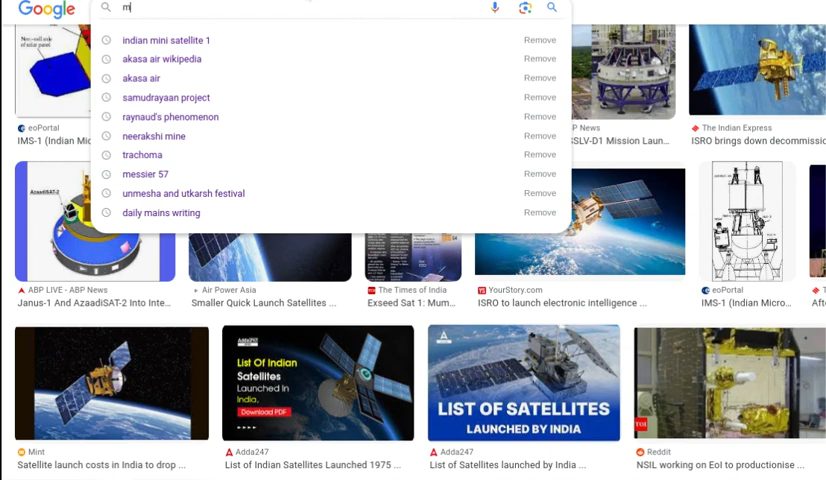 Google
m
indian mini satellite 1
Remove
akasa air wikipedia
Remove
akasa air
Remove
samudrayaan project
Remove
raynaud's phenomenon
Remove
neerakshi mine
Remove
trachoma
Remove
messier 57
Remove
unmesha and utkarsh festival
Remove
daily mains writing
Remove
eoPortal
IMS-1 (Indian Mic
P News
SSLV-D1 Mission Laun...
The Indian Express
ISRO brings down decommissio
AzaadiSAT-2
ABP LIVE - ABP News
Janus-1 And AzaadiSAT-2 Into Inte...
Air Power Asia
Smaller Quick Launch Satellites ...
The Times of India
Exseed Sat 1: Mum...
YourStory.com
ISRO to launch electronic intelligence ...
eoPortal
IMS-1 (Indian Micro...
Aft
Adda247
List Of Indian
Satellites
Launched In
India,
Download PDF
LIST OF SATELLITES
LAUNCHED BY INDIA
TOI
Mint
Satellite launch costs in India to drop ...
Adda247
List of Indian Satellites Launched 1975 ...
Adda247
List of Satellites launched by India ...
Reddit
NSIL working on EoI to productionise ...